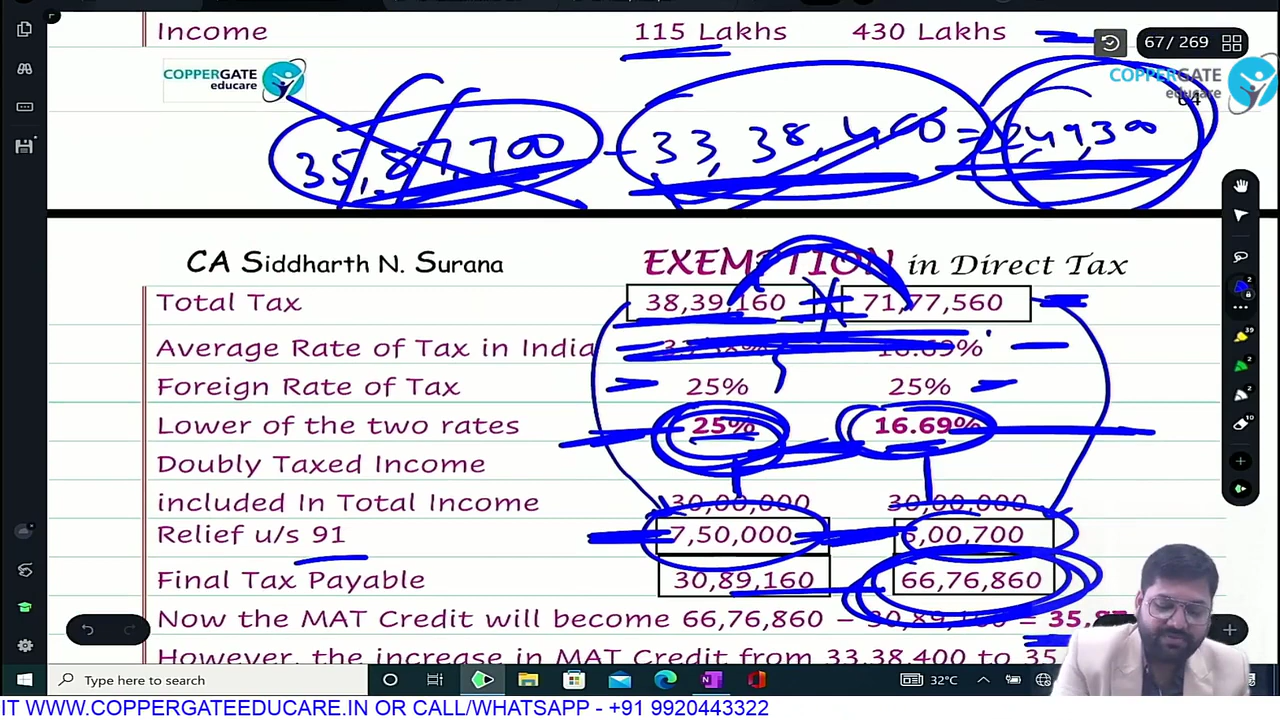 Income 115 Lakhs 430 Lakhs
67 / 269
COPPERGATE
educare
COPPERGATE
educare
35,87,700 - 33,38,400 = 249,300
CA Siddharth N. Surana EXEMPTION in Direct Tax
Total Tax 38,39,160 71,77,560
Average Rate of Tax in India 16.69%
Foreign Rate of Tax 25% 25%
Lower of the two rates 25% 16.69%
Doubly Taxed Income
included In Total Income 30,00,000 30,00,000
Relief u/s 91 7,50,000 5,00,700
Final Tax Payable 30,89,160 66,76,860
Now the MAT Credit will become 66,76,860 – 30,89,160 = 35,87
However, the increase in MAT Credit from 33,38,400 to 35
Type here to search 32°C
IT WWW.COPPERGATEEDUCARE.IN OR CALL/WHATSAPP - +91 9920443322